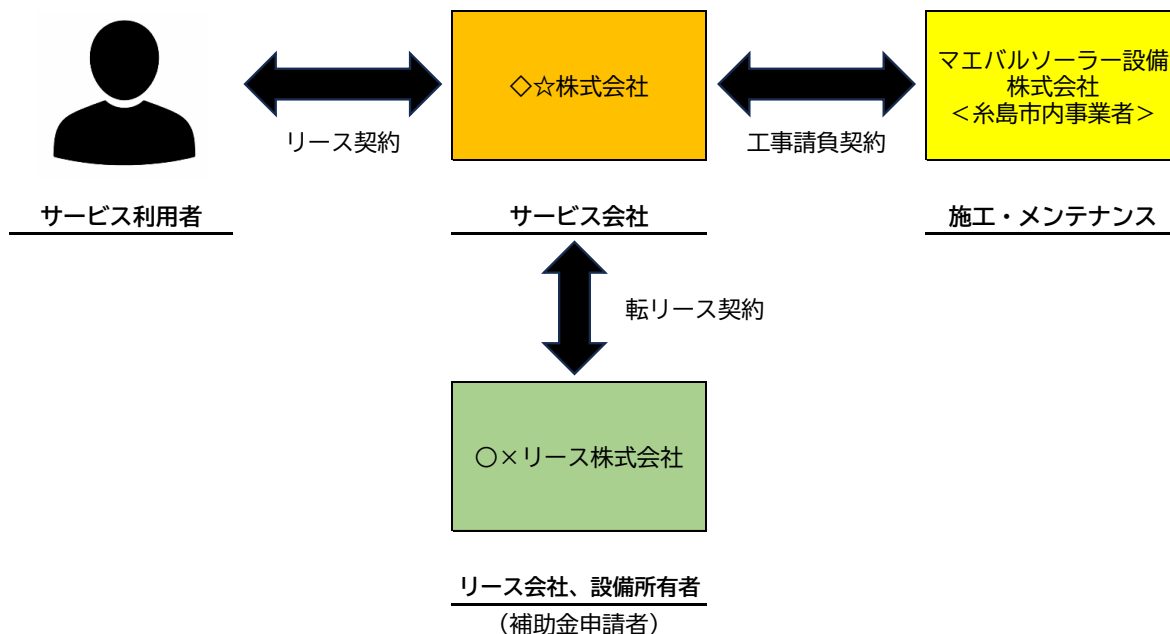 ◇☆株式会社
マエバルソーラー設備
株式会社
＜糸島市内事業者＞
リース契約
工事請負契約
サービス利用者
サービス会社
施工・メンテナンス
転リース契約
〇×リース株式会社
リース会社、設備所有者
（補助金申請者）